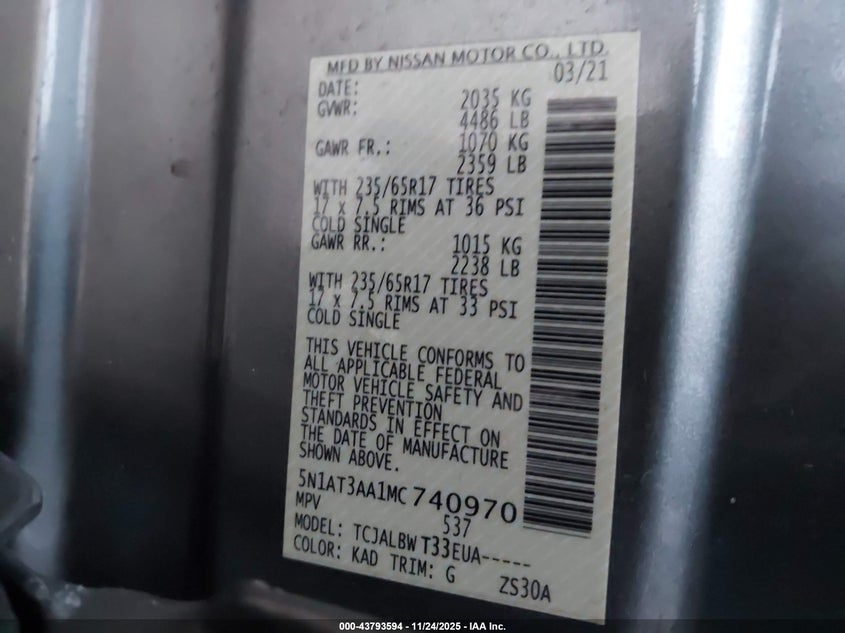 MFD BY NISSAN MOTOR CO., LTD.
DATE: 03/21
GVWR: 2035 KG
4486 LB
GAWR FR.: 1070 KG
2359 LB
WITH 235/65R17 TIRES
17 x 7.5 RIMS AT 36 PSI
COLD SINGLE
GAWR RR.: 1015 KG
2238 LB
WITH 235/65R17 TIRES
17 x 7.5 RIMS AT 33 PSI
COLD SINGLE
THIS VEHICLE CONFORMS TO
ALL APPLICABLE FEDERAL
MOTOR VEHICLE SAFETY AND
THEFT PREVENTION
STANDARDS IN EFFECT ON
THE DATE OF MANUFACTURE
SHOWN ABOVE.
5N1AT3AA1MC 740970
MPV 537
MODEL: TCJALBW T33EUA-----
COLOR: KAD TRIM: G ZS30A
000-43793594 - 11/24/2025 - IAA Inc.